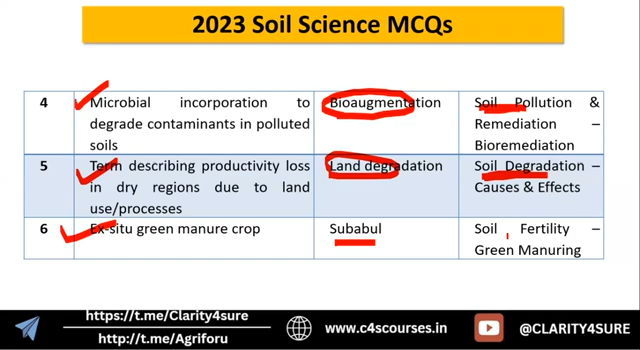 2023 Soil Science MCQs
4 Microbial incorporation to Bioaugmentation Soil Pollution &
degrade contaminants in polluted Remediation –
soils Bioremediation
5 Term describing productivity loss Land degradation Soil Degradation –
in dry regions due to land Causes & Effects
use/processes
6 Ex-situ green manure crop Subabul Soil Fertility –
Green Manuring
https://t.me/Clarity4sure
http://t.me/Agriforu
www.c4scourses.in
@CLARITY4SURE